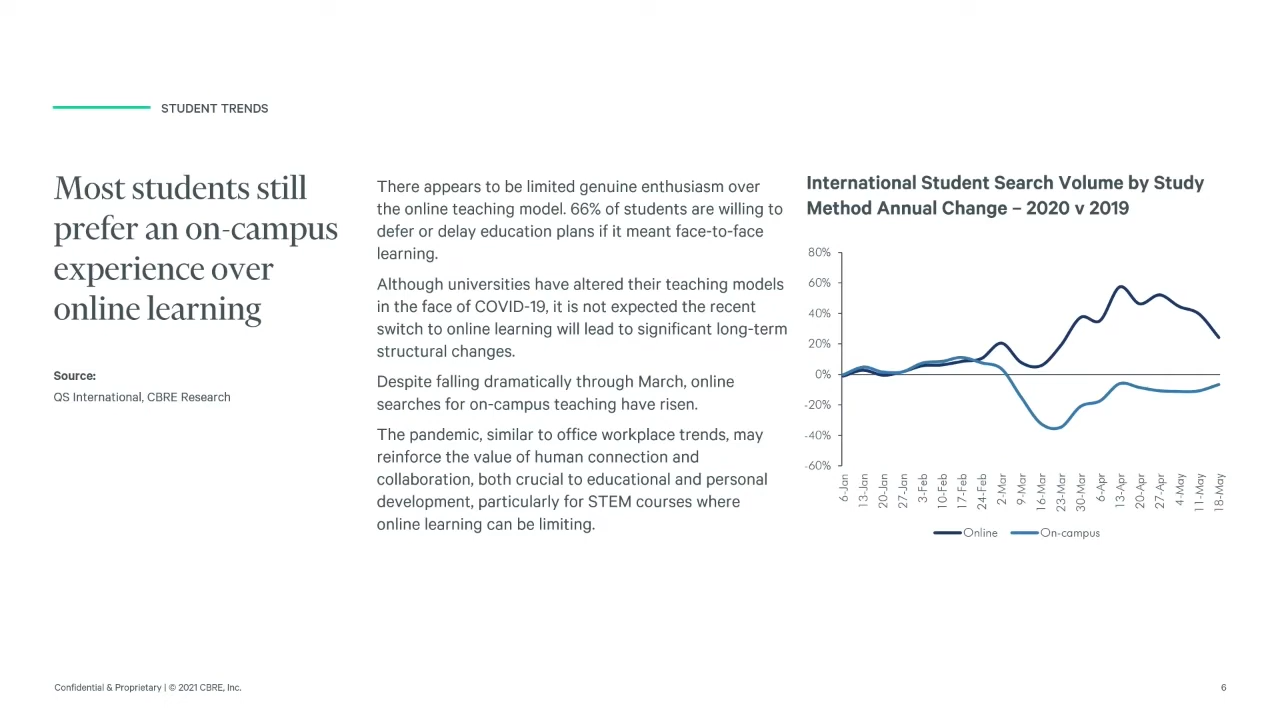 STUDENT TRENDS
Most students still
prefer an on-campus
experience over
online learning
Source:
QS International, CBRE Research
There appears to be limited genuine enthusiasm over
the online teaching model. 66% of students are willing to
defer or delay education plans if it meant face-to-face
learning.
Although universities have altered their teaching models
in the face of COVID-19, it is not expected the recent
switch to online learning will lead to significant long-term
structural changes.
Despite falling dramatically through March, online
searches for on-campus teaching have risen.
The pandemic, similar to office workplace trends, may
reinforce the value of human connection and
collaboration, both crucial to educational and personal
development, particularly for STEM courses where
online learning can be limiting.
International Student Search Volume by Study
Method Annual Change – 2020 v 2019
80%
60%
40%
20%
0%
-20%
-40%
-60%
6-Jan
13-Jan
20-Jan
27-Jan
3-Feb
10-Feb
17-Feb
24-Feb
2-Mar
9-Mar
16-Mar
23-Mar
30-Mar
6-Apr
13-Apr
20-Apr
27-Apr
4-May
11-May
18-May
Online
On-campus
Confidential & Proprietary | © 2021 CBRE, Inc.
6